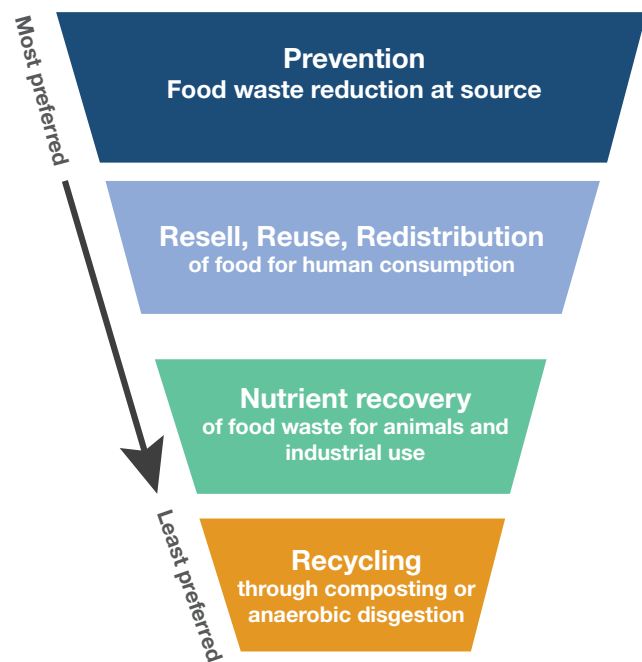 Most preferred
Prevention
Food waste reduction at source
Resell, Reuse, Redistribution
of food for human consumption
Nutrient recovery
of food waste for animals and
industrial use
Least preferred
Recycling
through composting or
anaerobic disgestion